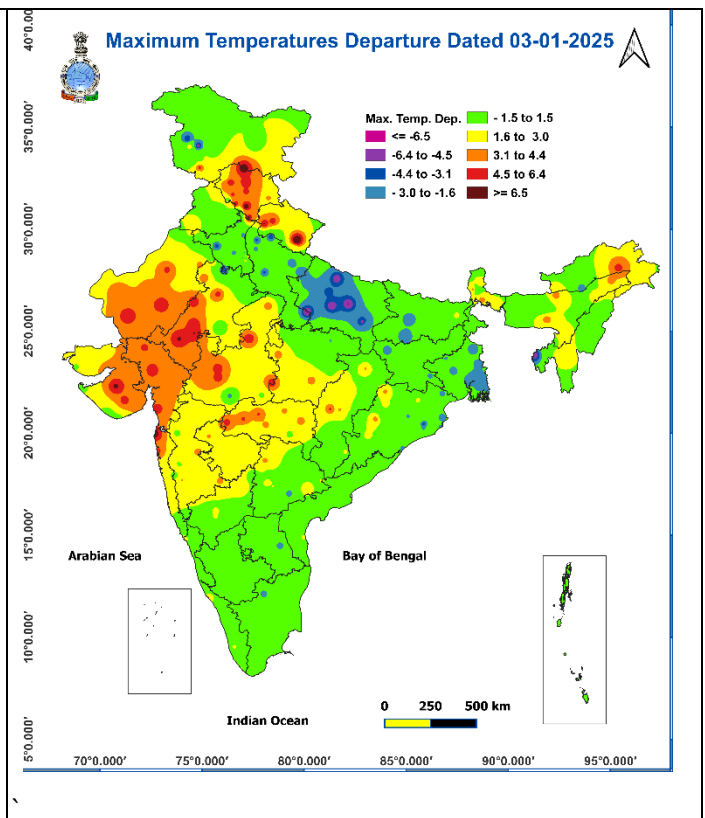 Maximum Temperatures Departure Dated 03-01-2025
Max. Temp. Dep.
<= -6.5
-6.4 to -4.5
-4.4 to -3.1
- 3.0 to -1.6
- 1.5 to 1.5
1.6 to 3.0
3.1 to 4.4
4.5 to 6.4
>= 6.5
40°0.000'
35°0.000'
30°0.000'
25°0.000'
20°0.000'
15°0.000'
10°0.000'
5°0.000'
Arabian Sea
Bay of Bengal
Indian Ocean
0 250 500 km
70°0.000' 75°0.000' 80°0.000' 85°0.000' 90°0.000' 95°0.000'
`